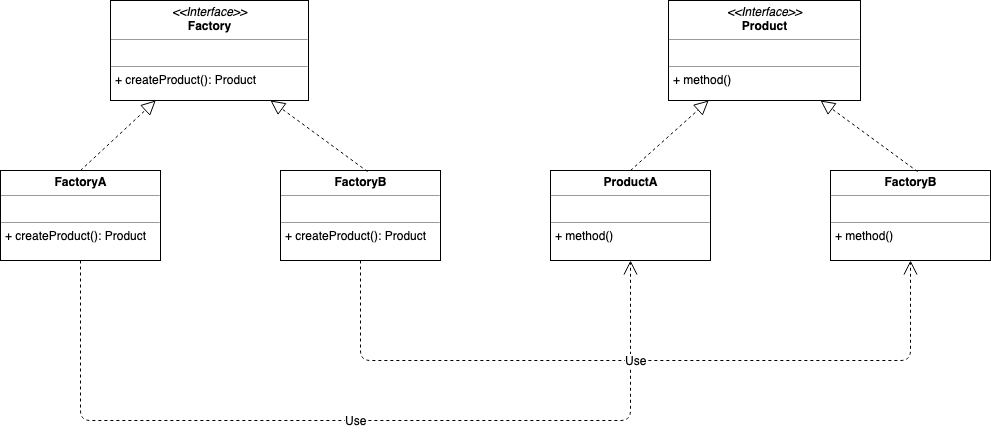 <<Interface>>
Factory
+ createProduct(): Product
<<Interface>>
Product
+ method()
FactoryA
+ createProduct(): Product
FactoryB
+ createProduct(): Product
ProductA
+ method()
FactoryB
+ method()
Use
Use